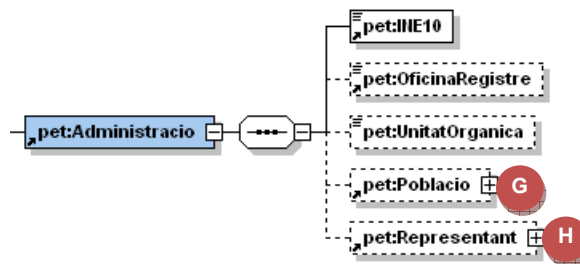 pet:INE10
pet:OficinaRegistre
pet:Administracio
pet:UnitatOrganica
pet:Poblacio
G
pet:Representant
H